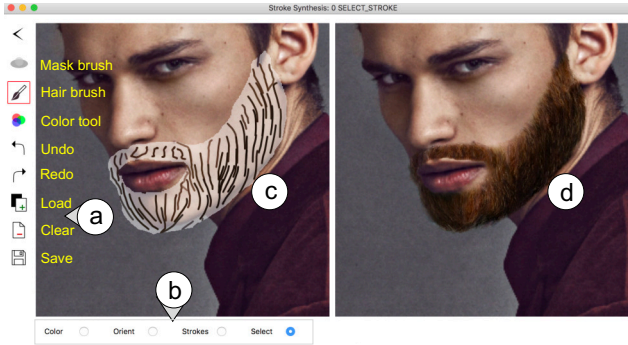 Stroke Synthesis: 0 SELECT_STROKE
Mask brush
Hair brush
Color tool
Undo
Redo
Load
Clear
Save
a
c
d
b
Color Orient Strokes Select